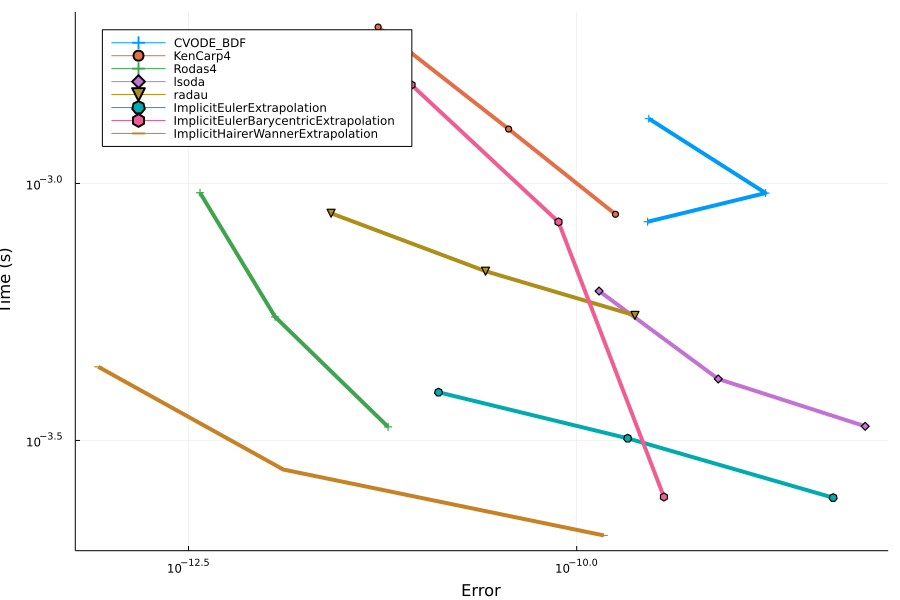 CVODE_BDF
KenCarp4
Rodas4
lsoda
radau
ImplicitEulerExtrapolation
ImplicitEulerBarycentricExtrapolation
ImplicitHairerWannerExtrapolation
10^-3.0
Time (s)
10^-3.5
10^-12.5 10^-10.0
Error